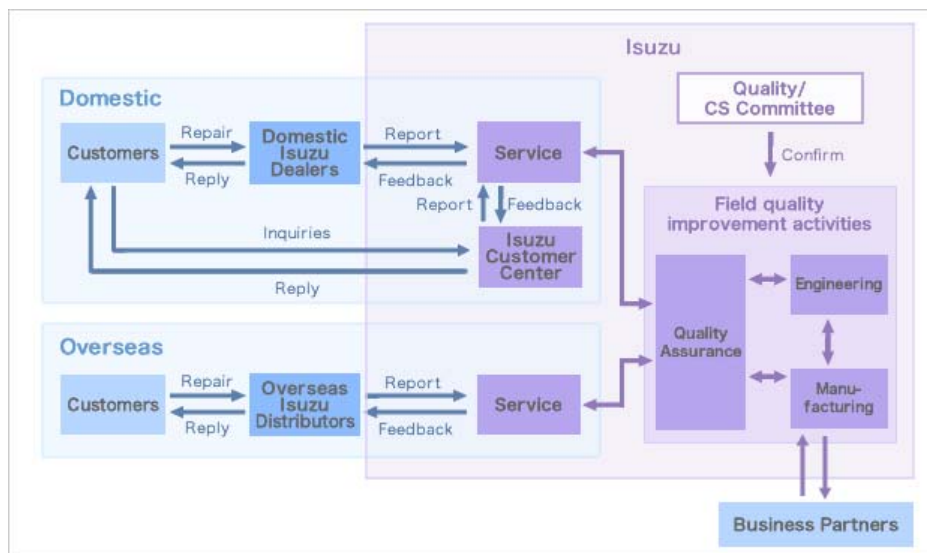 Isuzu
Domestic
Quality/
CS Committee
Customers
Repair
Reply
Domestic
Isuzu
Dealers
Report
Feedback
Service
Confirm
Report
Feedback
Inquiries
Reply
Isuzu
Customer
Center
Field quality
improvement activities
Quality
Assurance
Engineering
Manu-
facturing
Overseas
Customers
Repair
Reply
Overseas
Isuzu
Distributors
Report
Feedback
Service
Business Partners